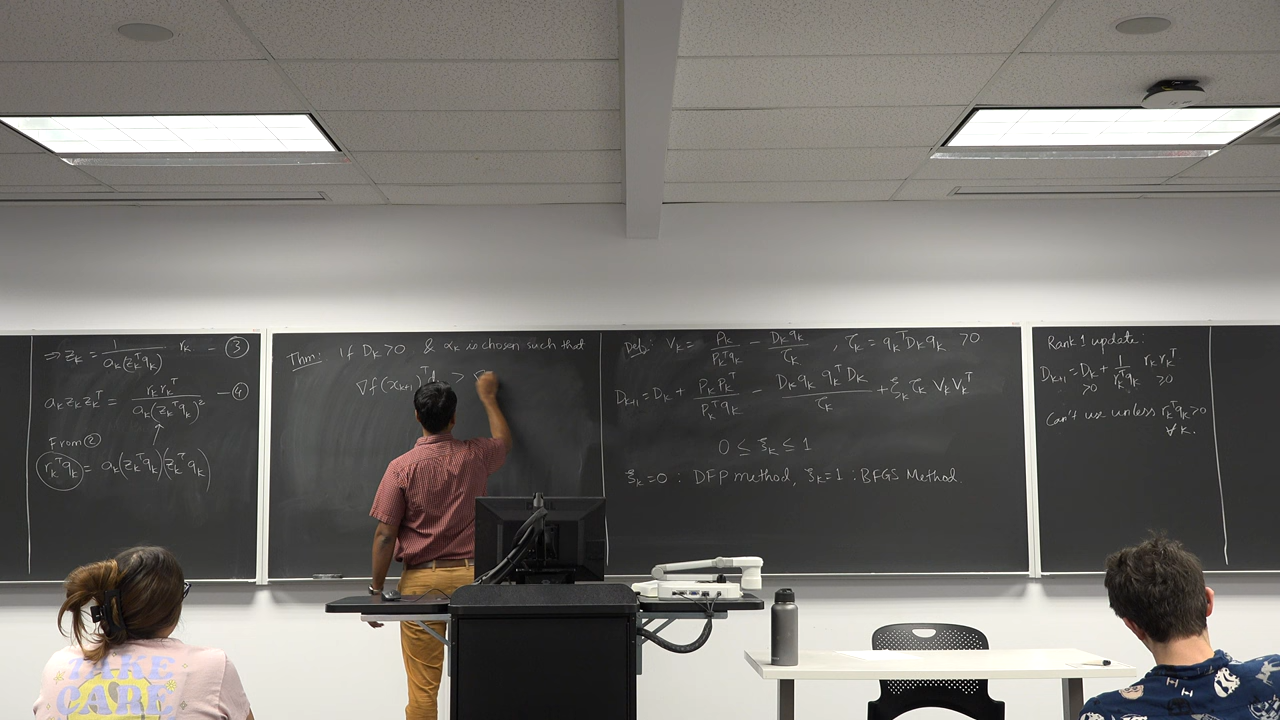 ⇒ z_k = 1/(a_k(z_k^T q_k)) · r_k — ③
a_k z_k z_k^T = r_k r_k^T / (a_k(z_k^T q_k)^2) — ④
From ②
r_k^T q_k = a_k(z_k^T q_k)(z_k^T q_k)
Thm: If D_k>0 & α_k is chosen such that
∇f(x_{k+1})^T d >
Def: V_k = P_k/(P_k^T q_k) - D_k q_k/τ_k , τ_k = q_k^T D_k q_k >0
D_{k+1} = D_k + P_k P_k^T/(P_k^T q_k) - D_k q_k q_k^T D_k/τ_k + ξ_k τ_k V_k V_k^T
0 ≤ ξ_k ≤ 1
ξ_k=0 : DFP method, ξ_k=1 : BFGS Method.
Rank 1 update:
D_{k+1} = D_k + 1/(r_k^T q_k) r_k r_k^T
>0 >0
Can't use unless r_k^T q_k>0
∀ k.
TAKE
CARE